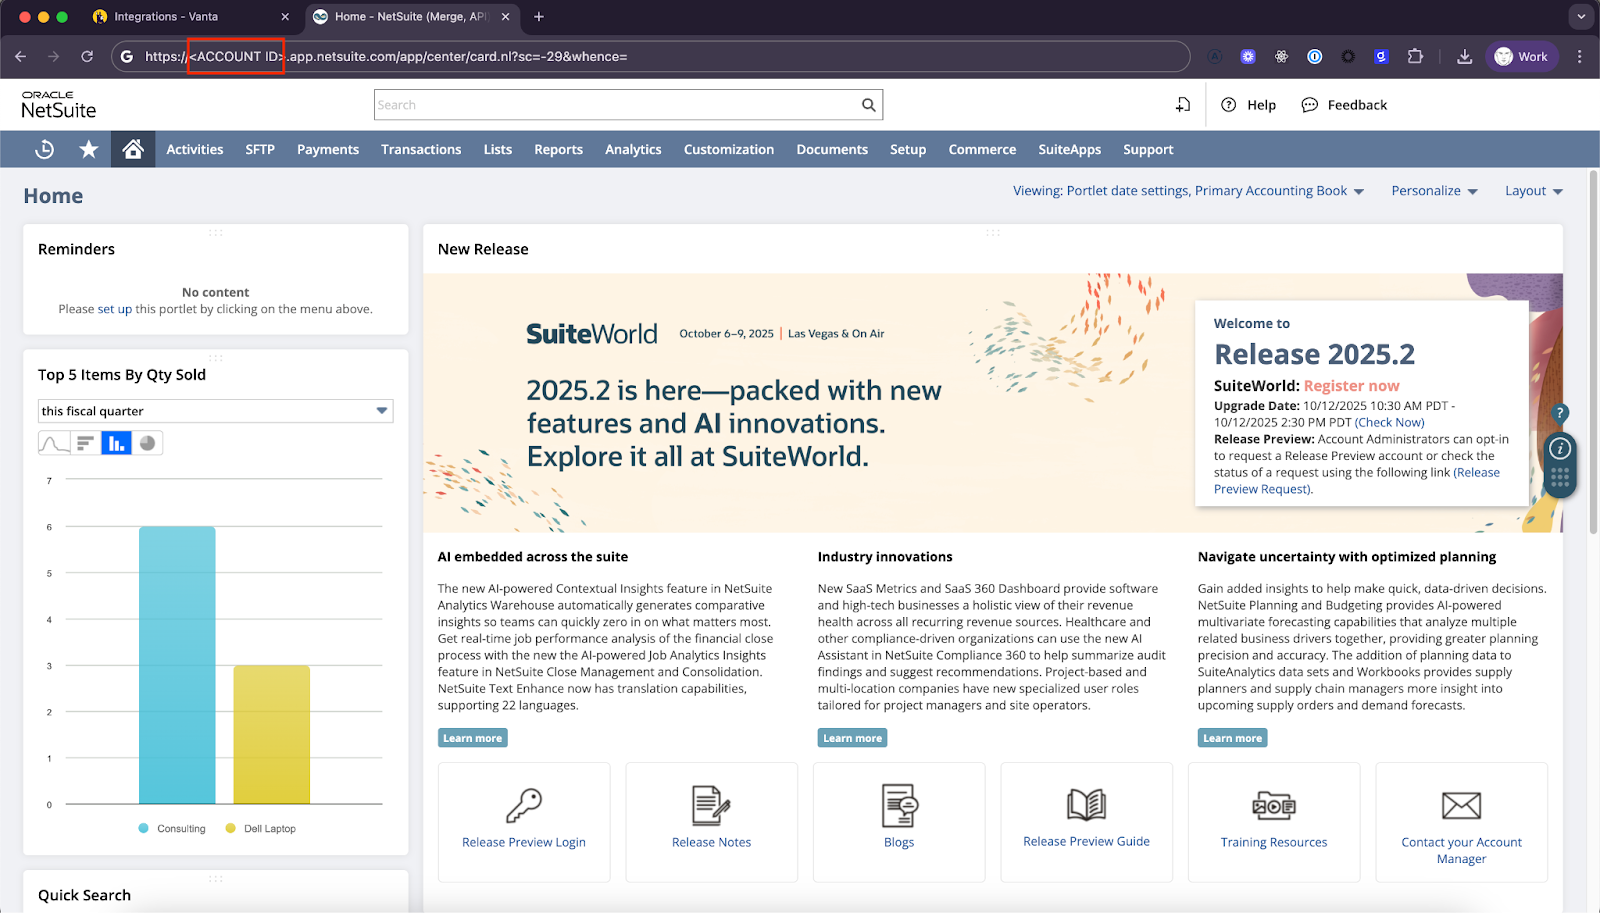 Integrations - Vanta
Home - NetSuite (Merge, API
https://<ACCOUNT ID>.app.netsuite.com/app/center/card.nl?sc=-29&whence=
Work
ORACLE
NetSuite
Search
Help
Feedback
Activities SFTP Payments Transactions Lists Reports Analytics Customization Documents Setup Commerce SuiteApps Support
Home
Viewing: Portlet date settings, Primary Accounting Book
Personalize
Layout
Reminders
No content
Please set up this portlet by clicking on the menu above.
Top 5 Items By Qty Sold
this fiscal quarter
7
6
5
4
3
2
1
0
Consulting
Dell Laptop
Quick Search
New Release
SuiteWorld
October 6–9, 2025 | Las Vegas & On Air
2025.2 is here—packed with new
features and AI innovations.
Explore it all at SuiteWorld.
Welcome to
Release 2025.2
SuiteWorld: Register now
Upgrade Date: 10/12/2025 10:30 AM PDT -
10/12/2025 2:30 PM PDT (Check Now)
Release Preview: Account Administrators can opt-in
to request a Release Preview account or check the
status of a request using the following link (Release
Preview Request).
?
i
AI embedded across the suite
The new AI-powered Contextual Insights feature in NetSuite
Analytics Warehouse automatically generates comparative
insights so teams can quickly zero in on what matters most.
Get real-time job performance analysis of the financial close
process with the new the AI-powered Job Analytics Insights
feature in NetSuite Close Management and Consolidation.
NetSuite Text Enhance now has translation capabilities,
supporting 22 languages.
Learn more
Industry innovations
New SaaS Metrics and SaaS 360 Dashboard provide software
and high-tech businesses a holistic view of their revenue
health across all recurring revenue sources. Healthcare and
other compliance-driven organizations can use the new AI
Assistant in NetSuite Compliance 360 to help summarize audit
findings and suggest recommendations. Project-based and
multi-location companies have new specialized user roles
tailored for project managers and site operators.
Learn more
Navigate uncertainty with optimized planning
Gain added insights to help make quick, data-driven decisions.
NetSuite Planning and Budgeting provides AI-powered
multivariate forecasting capabilities that analyze multiple
related business drivers together, providing greater planning
precision and accuracy. The addition of planning data to
SuiteAnalytics data sets and Workbooks provides supply
planners and supply chain managers more insight into
upcoming supply orders and demand forecasts.
Learn more
Release Preview Login
Release Notes
Blogs
Release Preview Guide
Training Resources
Contact your Account
Manager